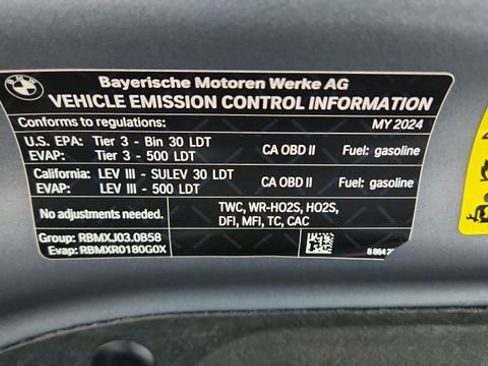 BMW
Bayerische Motoren Werke AG
VEHICLE EMISSION CONTROL INFORMATION
Conforms to regulations: MY 2024
U.S. EPA: Tier 3 - Bin 30 LDT CA OBD II Fuel: gasoline
EVAP: Tier 3 - 500 LDT
California: LEV III - SULEV 30 LDT CA OBD II Fuel: gasoline
EVAP: LEV III - 500 LDT
No adjustments needed. TWC, WR-HO2S, HO2S,
DFI, MFI, TC, CAC
Group: RBMXJ03.0B58
Evap: RBMXR0180G0X 8 864